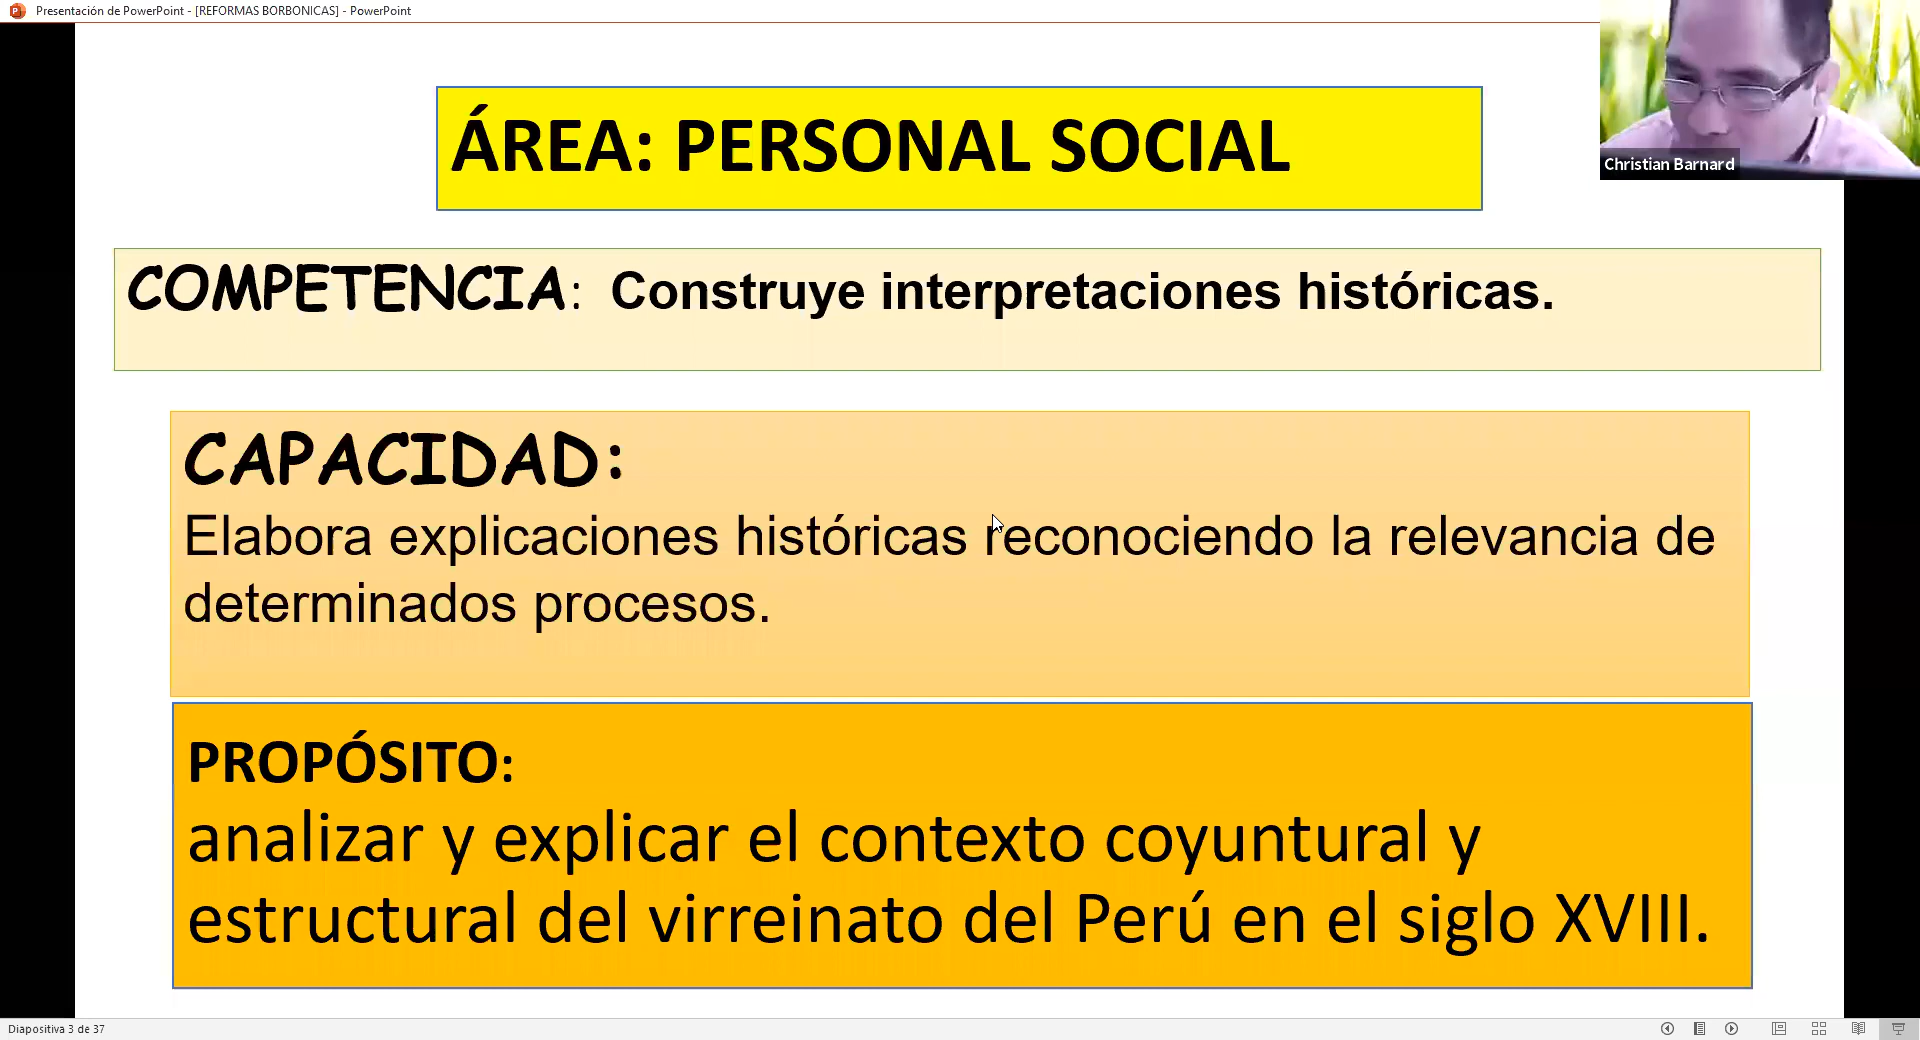 Presentación de PowerPoint - [REFORMAS BORBONICAS] - PowerPoint
Christian Barnard
ÁREA: PERSONAL SOCIAL
COMPETENCIA: Construye interpretaciones históricas.
CAPACIDAD:
Elabora explicaciones históricas reconociendo la relevancia de
determinados procesos.
PROPÓSITO:
analizar y explicar el contexto coyuntural y
estructural del virreinato del Perú en el siglo XVIII.
Diapositiva 3 de 37